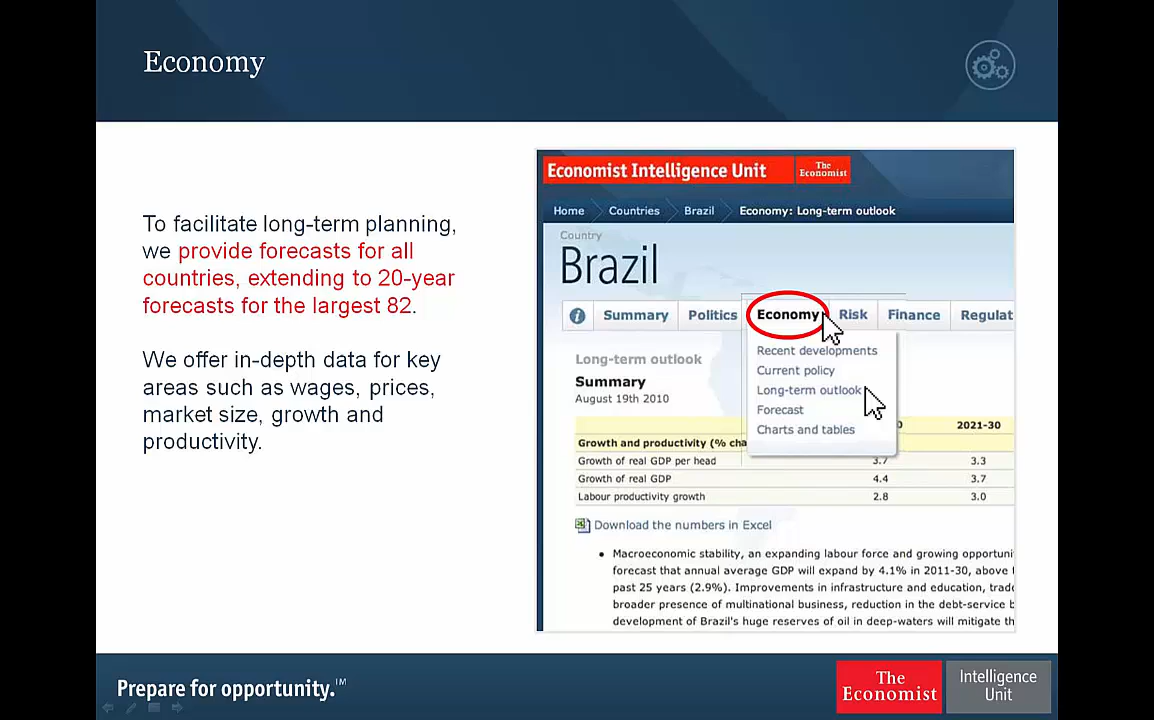 Economy
To facilitate long-term planning,
we provide forecasts for all
countries, extending to 20-year
forecasts for the largest 82.
We offer in-depth data for key
areas such as wages, prices,
market size, growth and
productivity.
Economist Intelligence Unit The Economist
Home Countries Brazil Economy: Long-term outlook
Country
Brazil
i Summary Politics Economy Risk Finance Regulat
Recent developments
Current policy
Long-term outlook
Forecast
Charts and tables
Long-term outlook
Summary
August 19th 2010
0 2021-30
Growth and productivity (% cha
Growth of real GDP per head 3.7 3.3
Growth of real GDP 4.4 3.7
Labour productivity growth 2.8 3.0
Download the numbers in Excel
• Macroeconomic stability, an expanding labour force and growing opportuni
forecast that annual average GDP will expand by 4.1% in 2011-30, above
past 25 years (2.9%). Improvements in infrastructure and education, trad
broader presence of multinational business, reduction in the debt-service
development of Brazil's huge reserves of oil in deep-waters will mitigate th
Prepare for opportunity.™
The Economist
Intelligence Unit